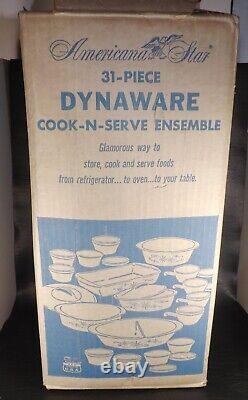 Americana Star
31-PIECE
DYNAWARE
COOK-N-SERVE ENSEMBLE
Glamorous way to
store, cook and serve foods
from refrigerator... to oven... to your table.
U.S.A.